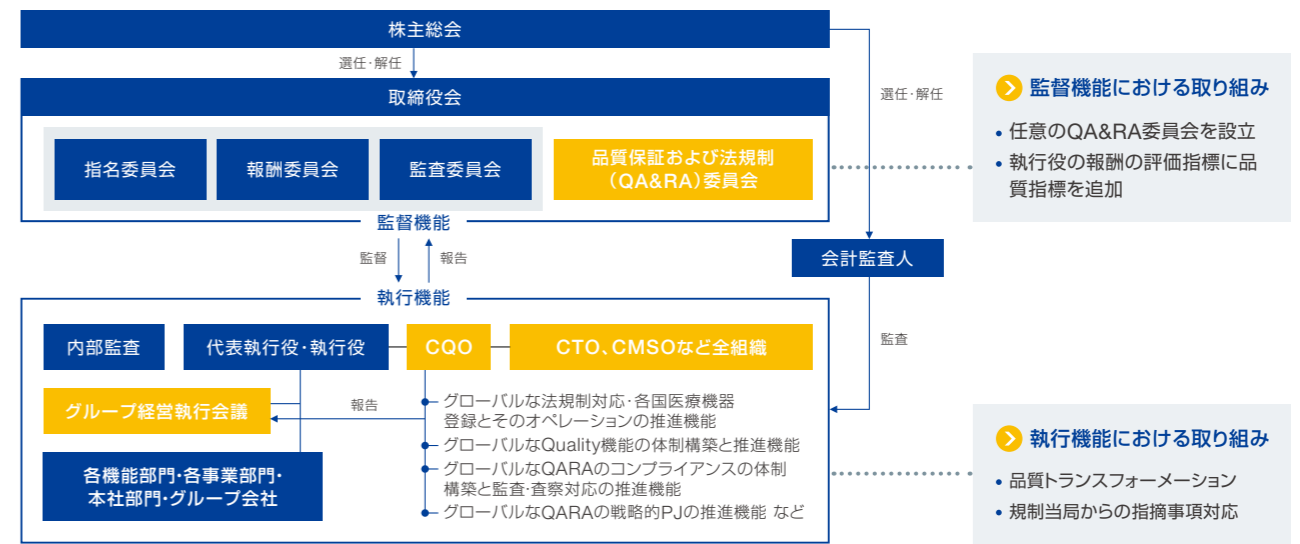 株主総会
選任・解任
取締役会
指名委員会
報酬委員会
監査委員会
品質保証および法規制
（QA&RA）委員会
監督機能
監督
報告
選任・解任
会計監査人
監査
執行機能
内部監査
代表執行役・執行役
CQO
CTO、CMSOなど全組織
グループ経営執行会議
報告
各機能部門・各事業部門・
本社部門・グループ会社
グローバルな法規制対応・各国医療機器
登録とそのオペレーションの推進機能
グローバルなQuality機能の体制構築と推進機能
グローバルなQARAのコンプライアンスの体制
構築と監査・査察対応の推進機能
グローバルなQARAの戦略的PJの推進機能 など
監督機能における取り組み
• 任意のQA&RA委員会を設立
• 執行役の報酬の評価指標に品
質指標を追加
執行機能における取り組み
• 品質トランスフォーメーション
• 規制当局からの指摘事項対応